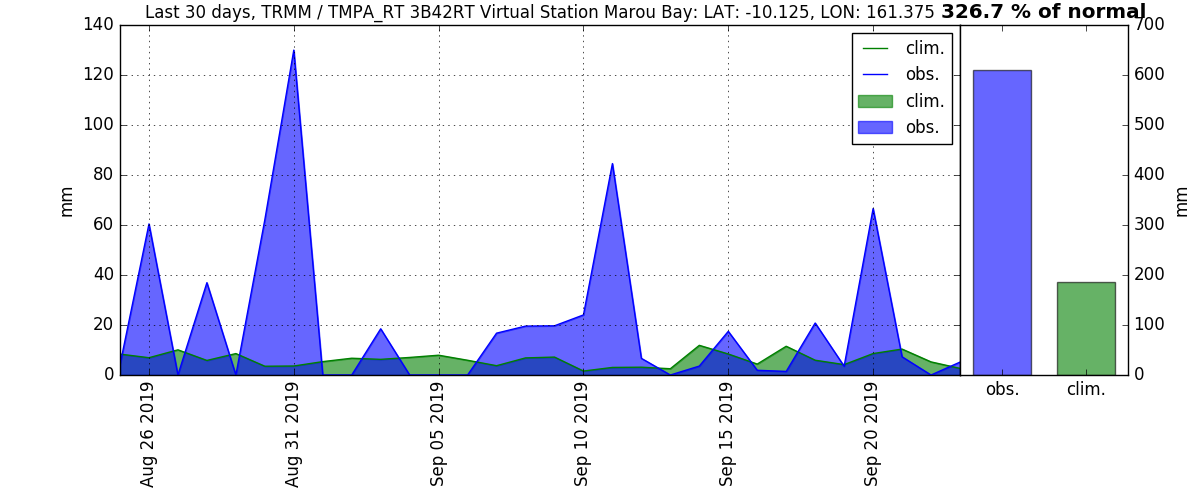 Last 30 days, TRMM / TMPA_RT 3B42RT Virtual Station Marou Bay: LAT: -10.125, LON: 161.375 326.7 % of normal
140
120
100
80
60
40
20
0
mm
clim.
obs.
clim.
obs.
Aug 26 2019
Aug 31 2019
Sep 05 2019
Sep 10 2019
Sep 15 2019
Sep 20 2019
700
600
500
400
300
200
100
0
mm
obs.
clim.